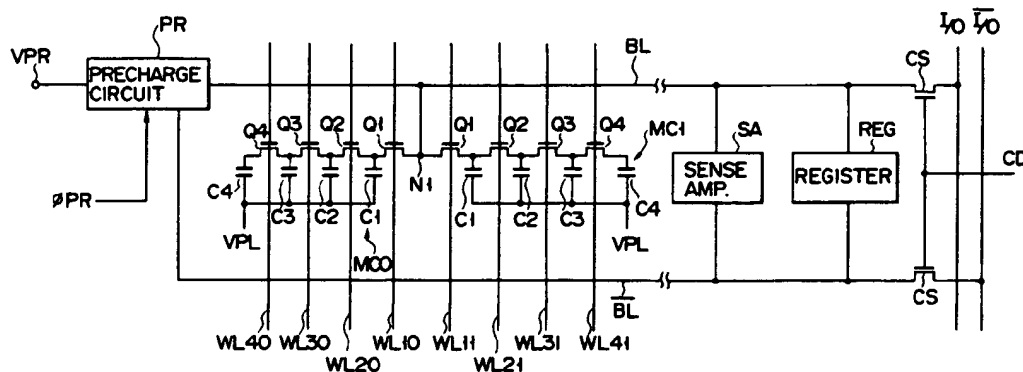 PR
VPR
PRECHARGE
CIRCUIT
øPR
Q4 Q3 Q2 Q1 Q1 Q2 Q3 Q4
C4 C3 C2 C1 C1 C2 C3 C4
N1
MC0
MC1
VPL
VPL
BL
B̅L̅
WL40 WL30 WL20 WL10 WL11 WL21 WL31 WL41
SA
SENSE
AMP.
REG
REGISTER
CS
CS
CD
I/O
I̅/̅O̅